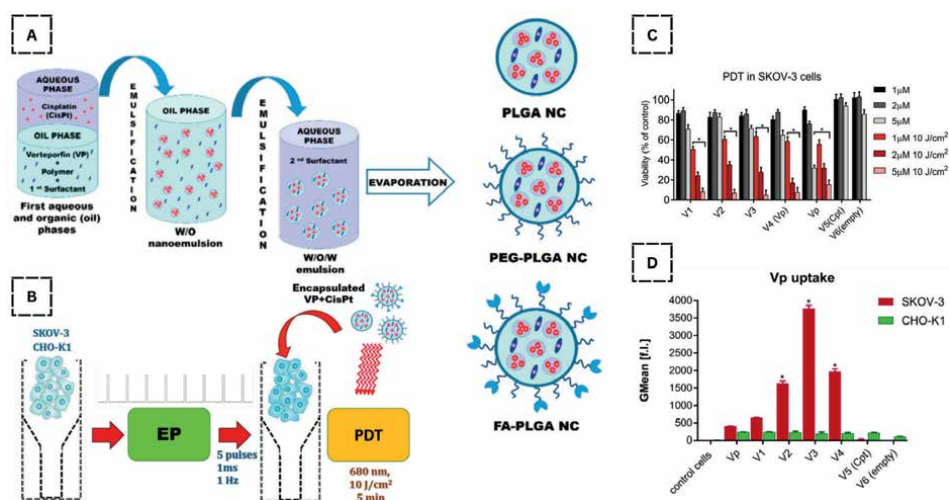 A
AQUEOUS
PHASE
Cisplatin
(CisPt)
OIL PHASE
Verteporfin (VP)
+
Polymer
+
1 st Surfactant
First aqueous
and organic (oil)
phases
EMULSIFICATION
OIL PHASE
W/O
nanoemulsion
EMULSIFICATION
AQUEOUS
PHASE
2 nd Surfactant
W/O/W
emulsion
EVAPORATION
PLGA NC
PEG-PLGA NC
FA-PLGA NC
B
SKOV-3
CHO-K1
EP
5 pulses
1ms
1 Hz
Encapsulated
VP+CisPt
PDT
680 nm,
10 J/cm²
5 min
C
PDT in SKOV-3 cells
Viability (% of control)
100
80
60
40
20
0
V1
V2
V3
V4 (Vp)
Vp
V5(Cpt)
V6(empty)
* * * * *
1µM
2µM
5µM
1µM 10 J/cm²
2µM 10 J/cm²
5µM 10 J/cm²
D
Vp uptake
GMean [f.i.]
4000
3500
3000
2500
2000
1500
1000
500
0
* * *
control cells
Vp
V1
V2
V3
V4
V5 (Cpt)
V6 (empty)
SKOV-3
CHO-K1